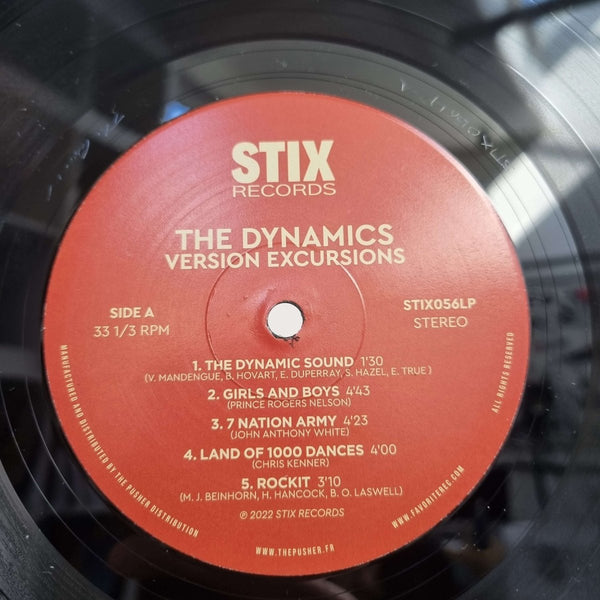 STIX
RECORDS
THE DYNAMICS
VERSION EXCURSIONS
SIDE A
33 1/3 RPM
STIX056LP
STEREO
1. THE DYNAMIC SOUND 1'30
(V. MANDENGUE, B. HOVART, E. DUPERRAY, S. HAZEL, E. TRUE )
2. GIRLS AND BOYS 4'43
(PRINCE ROGERS NELSON)
3. 7 NATION ARMY 4'23
(JOHN ANTHONY WHITE)
4. LAND OF 1000 DANCES 4'00
(CHRIS KENNER)
5. ROCKIT 3'10
(M. J. BEINHORN, H. HANCOCK, B. O. LASWELL)
℗ 2022 STIX RECORDS
MANUFACTURED AND DISTRIBUTED BY THE PUSHER DISTRIBUTION
WWW.THEPUSHER.FR
WWW.FAVORITEREC.COM
ALL RIGHTS RESERVED